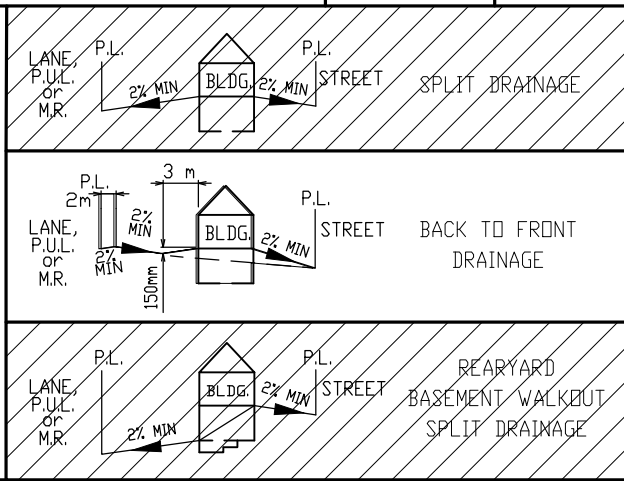 P.L.
P.L.
LANE,
P.U.L.
or
M.R.
2% MIN
BLDG.
2% MIN
STREET
SPLIT DRAINAGE
3 m
P.L.
2m
P.L.
2%
MIN
LANE,
P.U.L.
or
M.R.
2%
MIN
150mm
BLDG.
2% MIN
STREET
BACK TO FRONT
DRAINAGE
P.L.
P.L.
LANE,
P.U.L.
or
M.R.
2% MIN
BLDG.
2% MIN
STREET
REARYARD
BASEMENT WALKOUT
SPLIT DRAINAGE